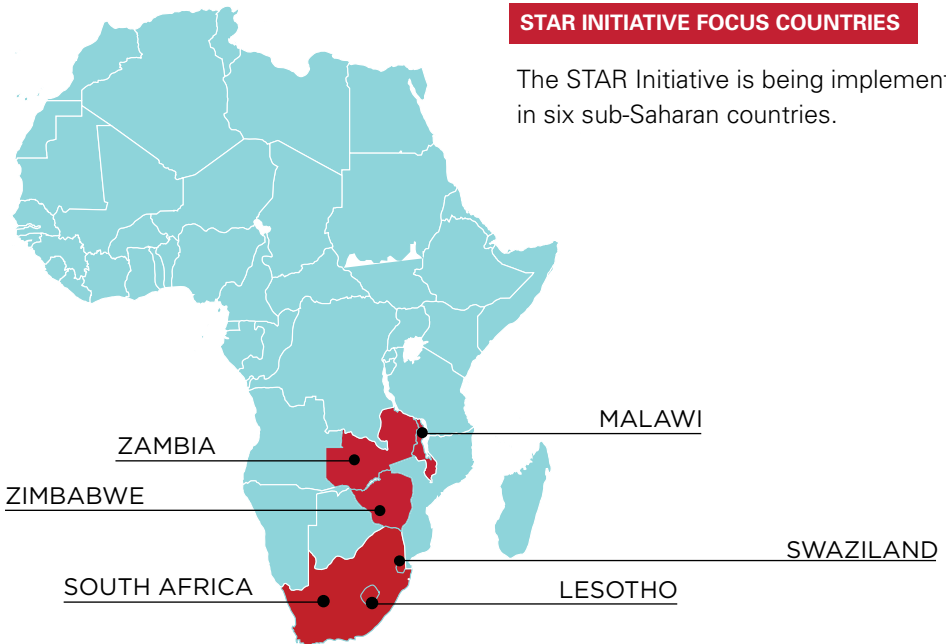 STAR INITIATIVE FOCUS COUNTRIES
The STAR Initiative is being implement
in six sub-Saharan countries.
MALAWI
ZAMBIA
ZIMBABWE
SWAZILAND
SOUTH AFRICA
LESOTHO